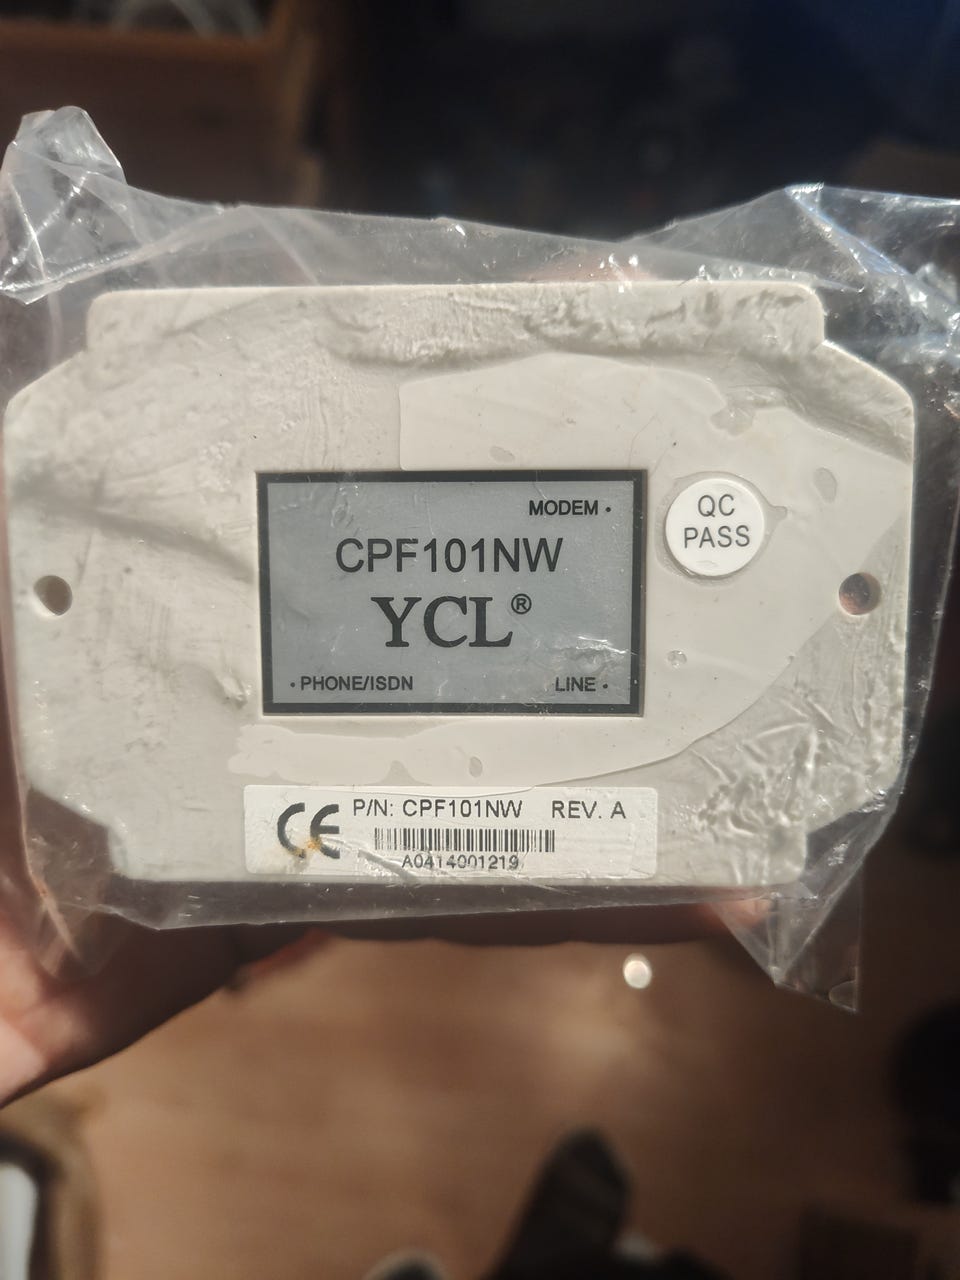 MODEM •
QC
PASS
CPF101NW
YCL®
• PHONE/ISDN
LINE •
CE P/N: CPF101NW REV. A
A0414001219